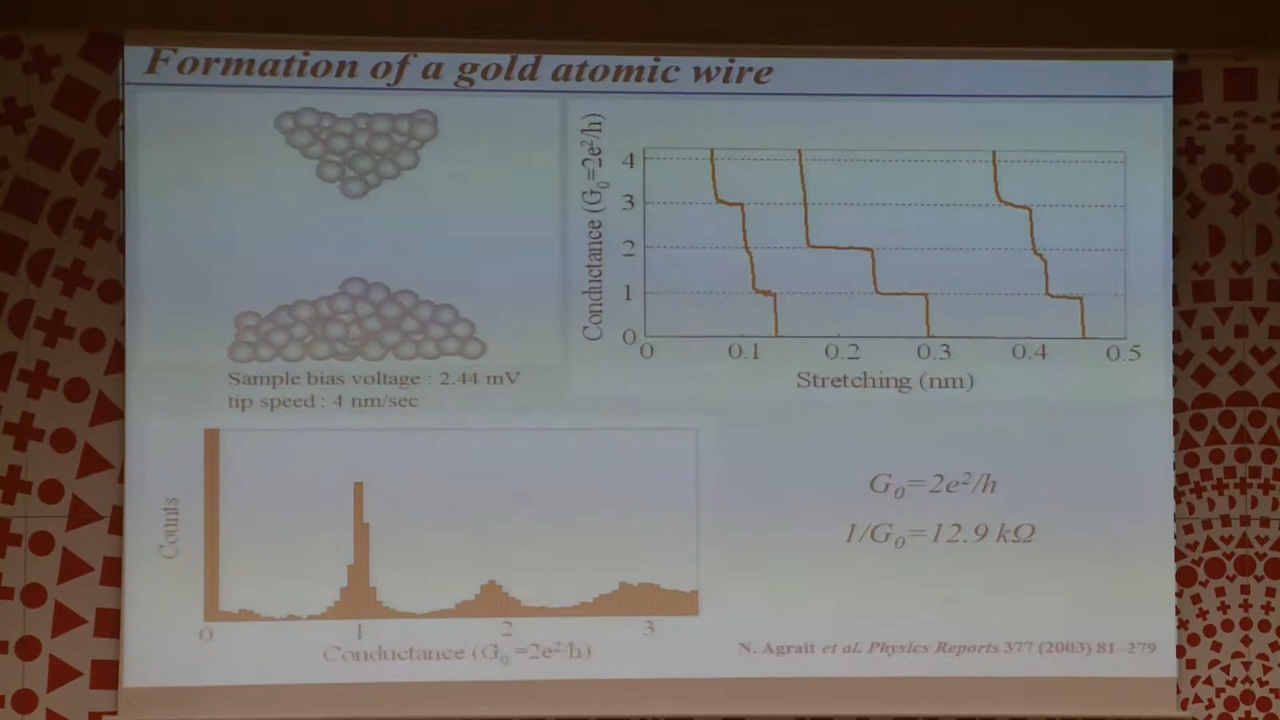 Formation of a gold atomic wire
Conductance (G₀=2e²/h)
4
3
2
1
0
0 0.1 0.2 0.3 0.4 0.5
Stretching (nm)
Sample bias voltage : 2.44 mV
tip speed : 4 nm/sec
Counts
0 1 2 3
Conductance (G₀=2e²/h)
G₀=2e²/h
1/G₀=12.9 kΩ
N. Agrait et al. Physics Reports 377 (2003) 81–279